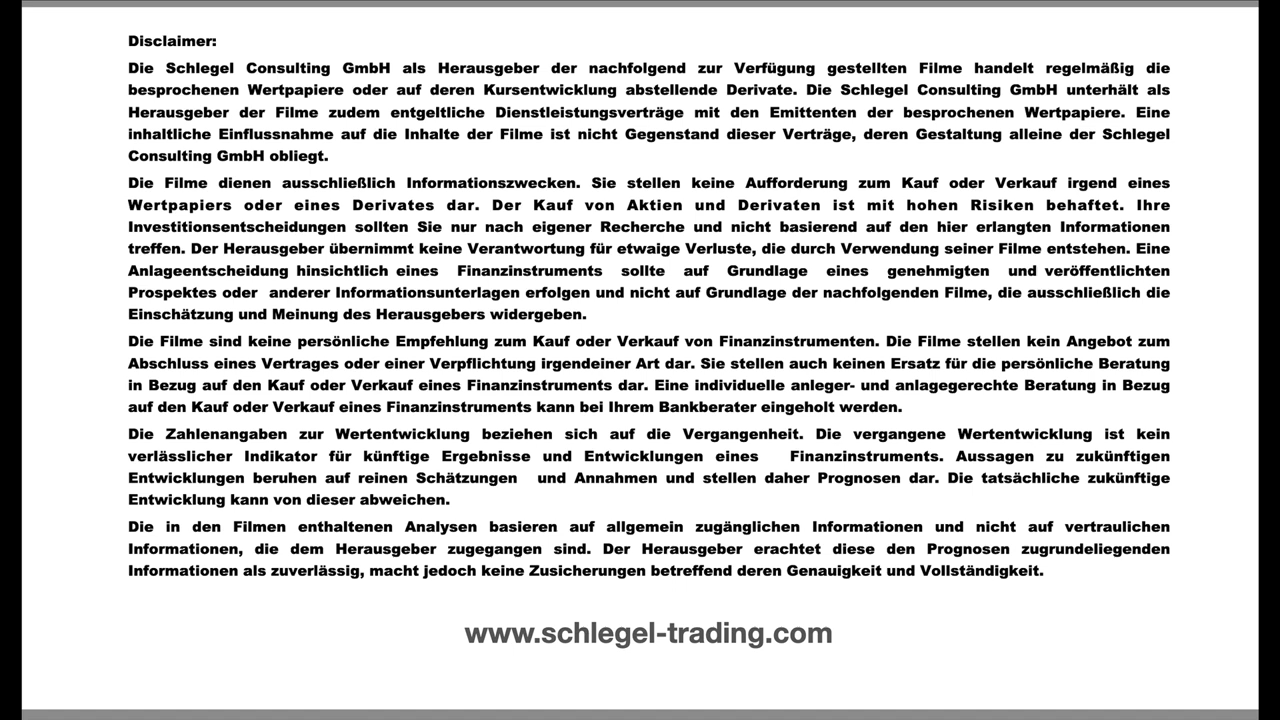 Disclaimer:
Die Schlegel Consulting GmbH als Herausgeber der nachfolgend zur Verfügung gestellten Filme handelt regelmäßig die
besprochenen Wertpapiere oder auf deren Kursentwicklung abstellende Derivate. Die Schlegel Consulting GmbH unterhält als
Herausgeber der Filme zudem entgeltliche Dienstleistungsverträge mit den Emittenten der besprochenen Wertpapiere. Eine
inhaltliche Einflussnahme auf die Inhalte der Filme ist nicht Gegenstand dieser Verträge, deren Gestaltung alleine der Schlegel
Consulting GmbH obliegt.
Die Filme dienen ausschließlich Informationszwecken. Sie stellen keine Aufforderung zum Kauf oder Verkauf irgend eines
Wertpapiers oder eines Derivates dar. Der Kauf von Aktien und Derivaten ist mit hohen Risiken behaftet. Ihre
Investitionsentscheidungen sollten Sie nur nach eigener Recherche und nicht basierend auf den hier erlangten Informationen
treffen. Der Herausgeber übernimmt keine Verantwortung für etwaige Verluste, die durch Verwendung seiner Filme entstehen. Eine
Anlageentscheidung hinsichtlich eines Finanzinstruments sollte auf Grundlage eines genehmigten und veröffentlichten
Prospektes oder anderer Informationsunterlagen erfolgen und nicht auf Grundlage der nachfolgenden Filme, die ausschließlich die
Einschätzung und Meinung des Herausgebers widergeben.
Die Filme sind keine persönliche Empfehlung zum Kauf oder Verkauf von Finanzinstrumenten. Die Filme stellen kein Angebot zum
Abschluss eines Vertrages oder einer Verpflichtung irgendeiner Art dar. Sie stellen auch keinen Ersatz für die persönliche Beratung
in Bezug auf den Kauf oder Verkauf eines Finanzinstruments dar. Eine individuelle anleger- und anlagegerechte Beratung in Bezug
auf den Kauf oder Verkauf eines Finanzinstruments kann bei Ihrem Bankberater eingeholt werden.
Die Zahlenangaben zur Wertentwicklung beziehen sich auf die Vergangenheit. Die vergangene Wertentwicklung ist kein
verlässlicher Indikator für künftige Ergebnisse und Entwicklungen eines Finanzinstruments. Aussagen zu zukünftigen
Entwicklungen beruhen auf reinen Schätzungen und Annahmen und stellen daher Prognosen dar. Die tatsächliche zukünftige
Entwicklung kann von dieser abweichen.
Die in den Filmen enthaltenen Analysen basieren auf allgemein zugänglichen Informationen und nicht auf vertraulichen
Informationen, die dem Herausgeber zugegangen sind. Der Herausgeber erachtet diese den Prognosen zugrundeliegenden
Informationen als zuverlässig, macht jedoch keine Zusicherungen betreffend deren Genauigkeit und Vollständigkeit.
www.schlegel-trading.com